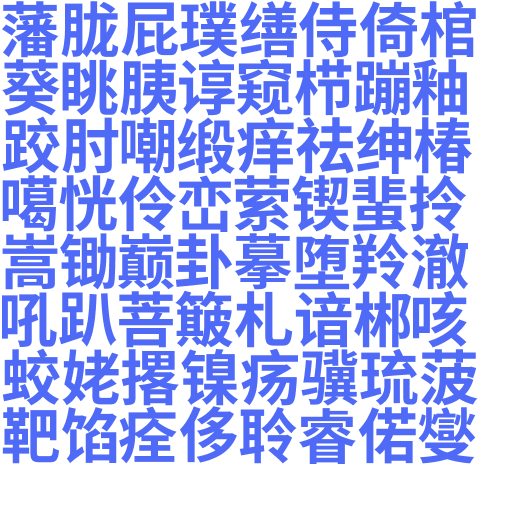 藩胧屁璞缮侍倚棺
葵眺胰谆窥栉蹦釉
跤肘嘲缎痒祛绅椿
噶恍伶峦萦锲蜚拎
嵩锄巅卦摹堕羚澈
吼趴菩簸札谙郴咳
蛟姥撂镍疡骥琉菠
靶馅痊侈聆睿偌燮